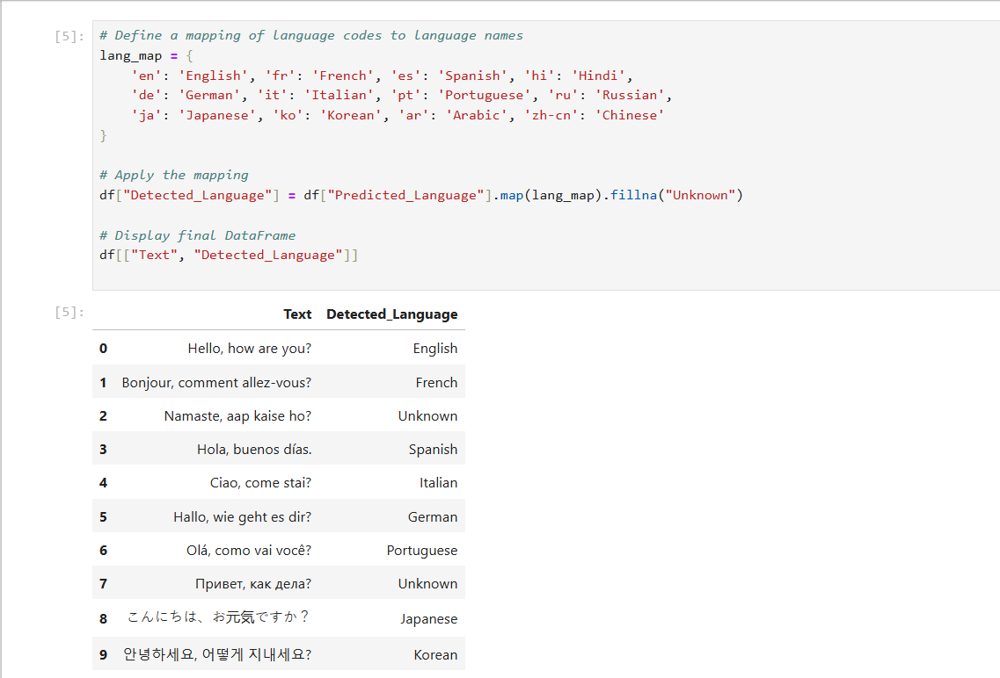 [5]:
# Define a mapping of language codes to language names
lang_map = {
    'en': 'English', 'fr': 'French', 'es': 'Spanish', 'hi': 'Hindi',
    'de': 'German', 'it': 'Italian', 'pt': 'Portuguese', 'ru': 'Russian',
    'ja': 'Japanese', 'ko': 'Korean', 'ar': 'Arabic', 'zh-cn': 'Chinese'
}
# Apply the mapping
df["Detected_Language"] = df["Predicted_Language"].map(lang_map).fillna("Unknown")
# Display final DataFrame
df[["Text", "Detected_Language"]]
[5]:
Text Detected_Language
0 Hello, how are you? English
1 Bonjour, comment allez-vous? French
2 Namaste, aap kaise ho? Unknown
3 Hola, buenos días. Spanish
4 Ciao, come stai? Italian
5 Hallo, wie geht es dir? German
6 Olá, como vai você? Portuguese
7 Привет, как дела? Unknown
8 こんにちは、お元気ですか？ Japanese
9 안녕하세요, 어떻게 지내세요? Korean